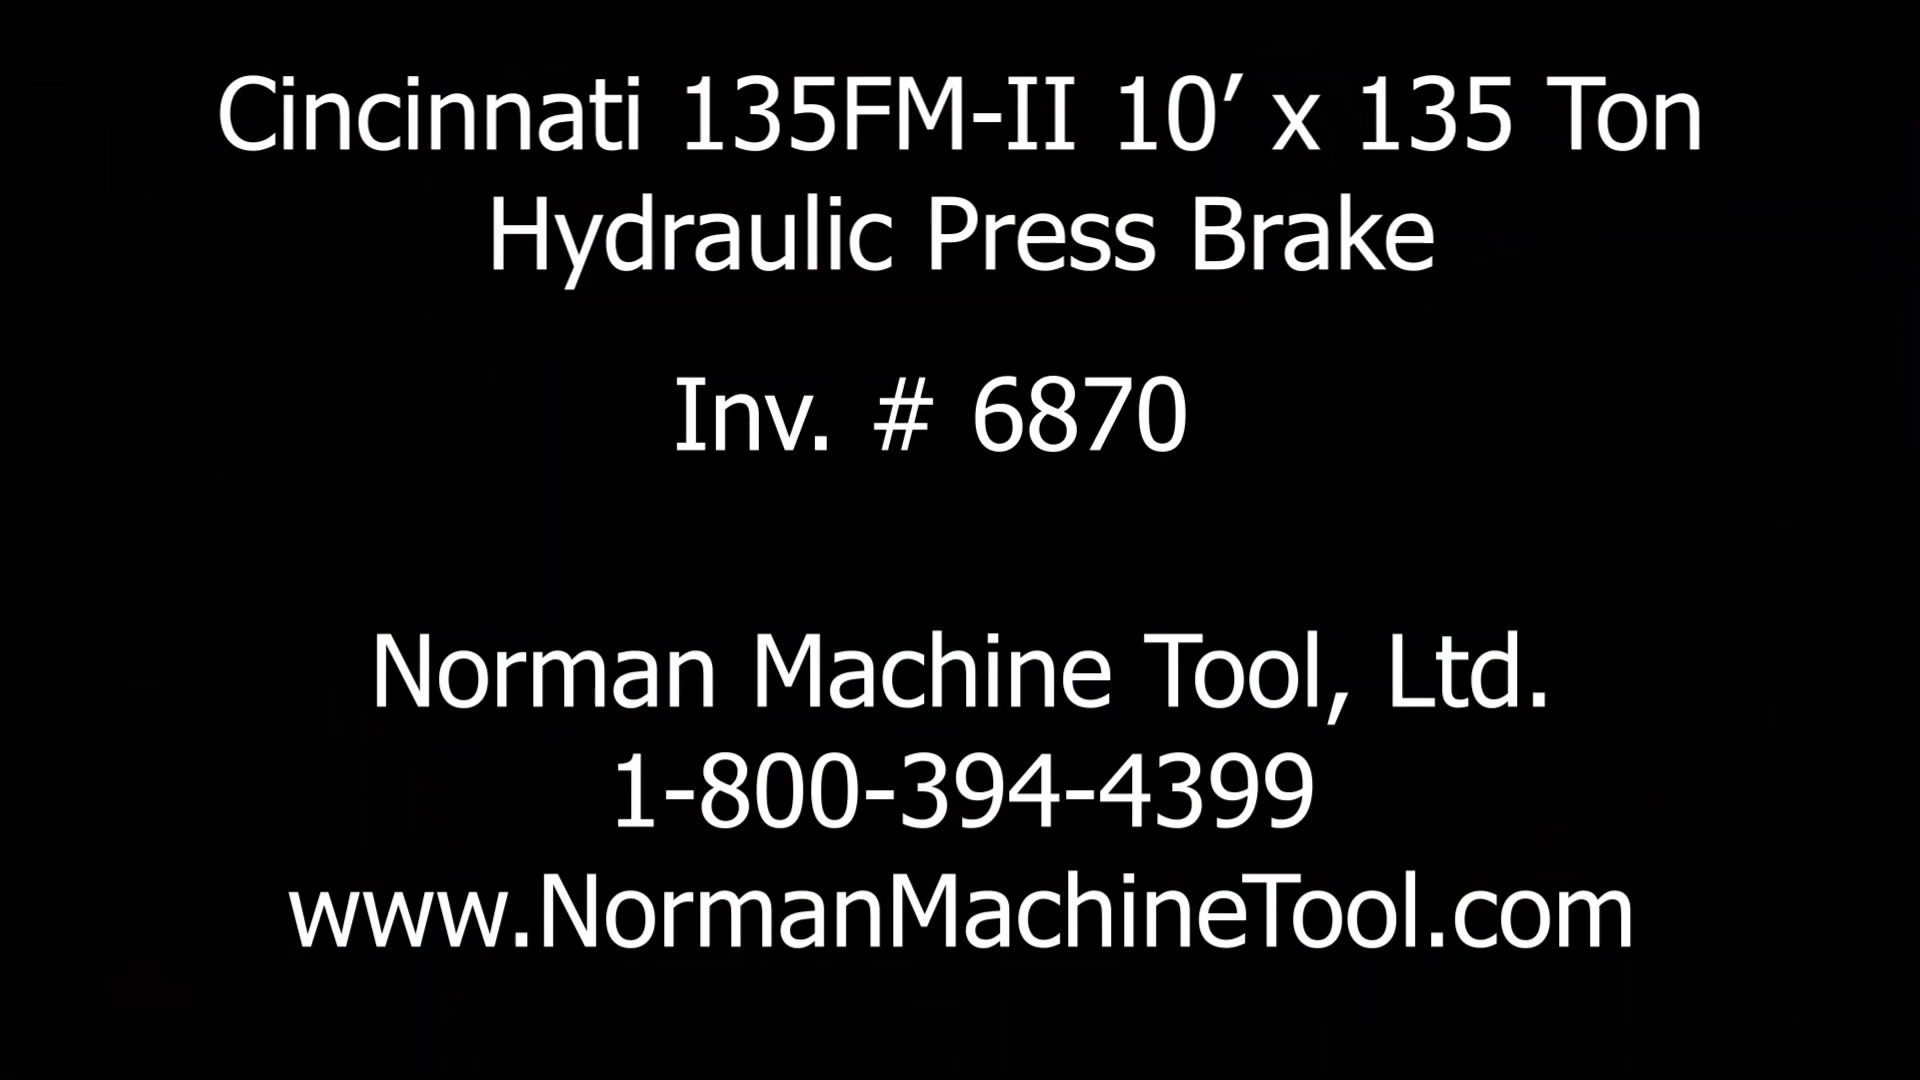 Cincinnati 135FM-II 10’ x 135 Ton
Hydraulic Press Brake
Inv. # 6870
Norman Machine Tool, Ltd.
1-800-394-4399
www.NormanMachineTool.com